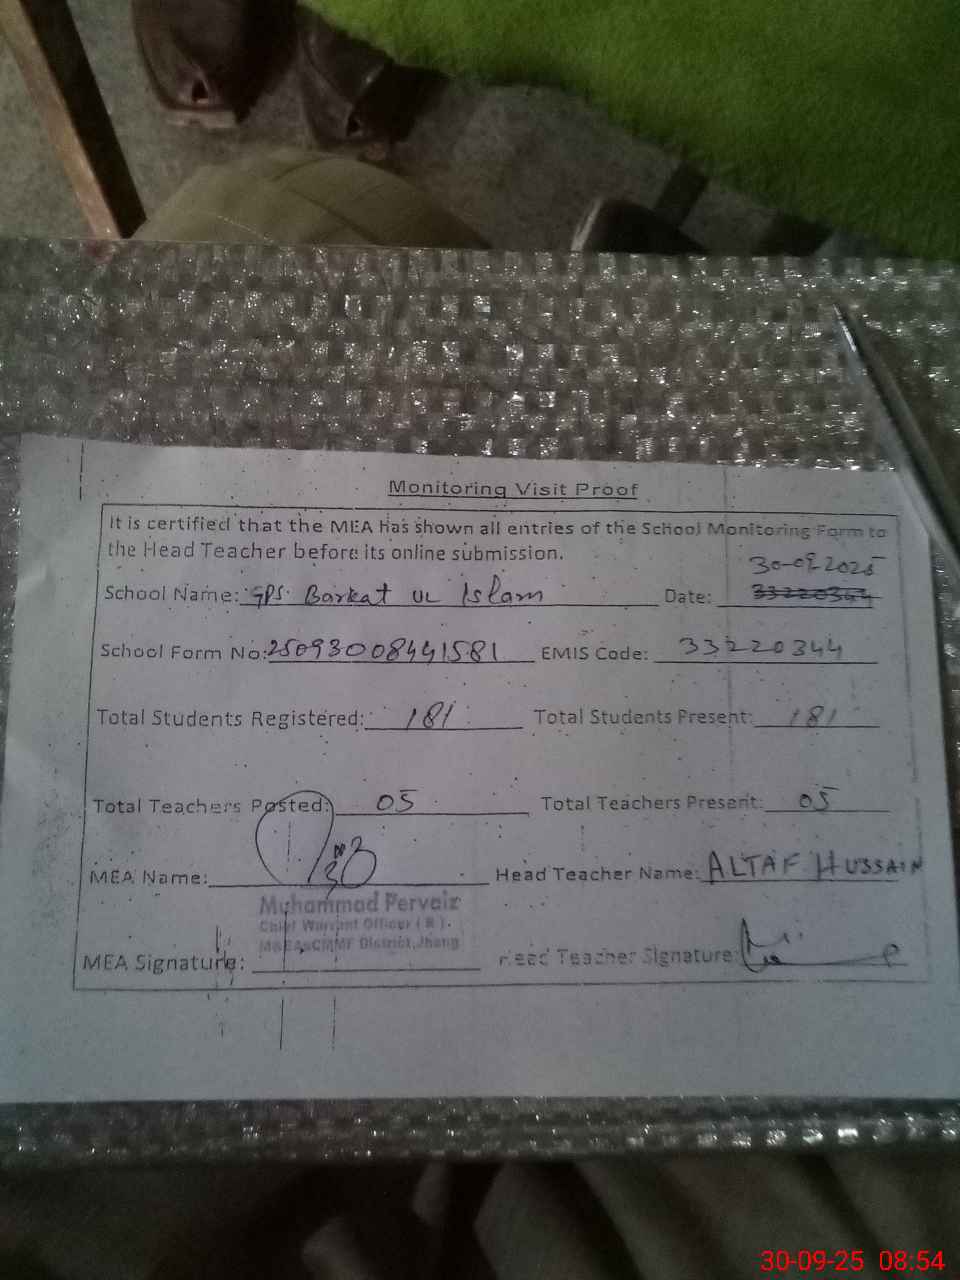 Monitoring Visit Proof
It is certified that the MEA has shown all entries of the School Monitoring Form to
the Head Teacher before its online submission.
30-09-2025
School Name: GPS Barkat ul Islam Date: 33220344
School Form No: 25093008441581 EMIS Code: 33220344
Total Students Registered: 181 Total Students Present: 181
Total Teachers Posted: 05 Total Teachers Present: 05
MEA Name: Head Teacher Name: ALTAF HUSSAIN
Muhammad Pervaiz
Chief Warrant Officer (R).
M&EAsCMMF District, Jhang
MEA Signature: Head Teacher Signature:
30-09-25 08:54